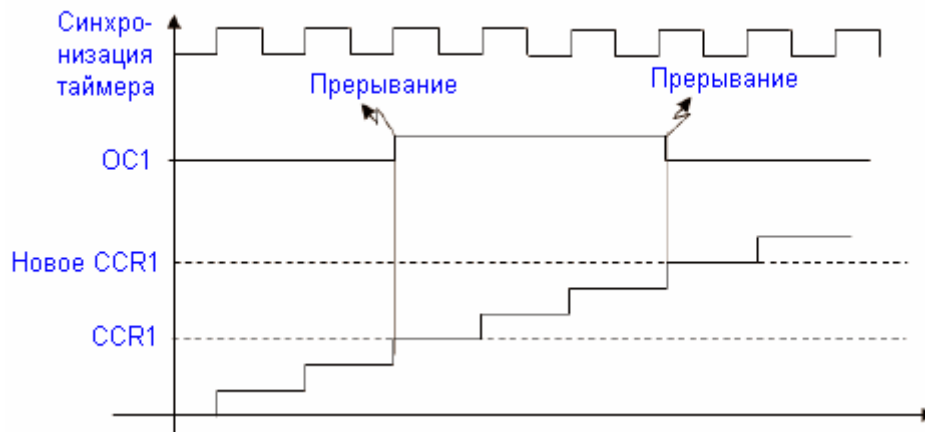 Синхро-
низация
таймера
Прерывание
Прерывание
OC1
Новое CCR1
CCR1